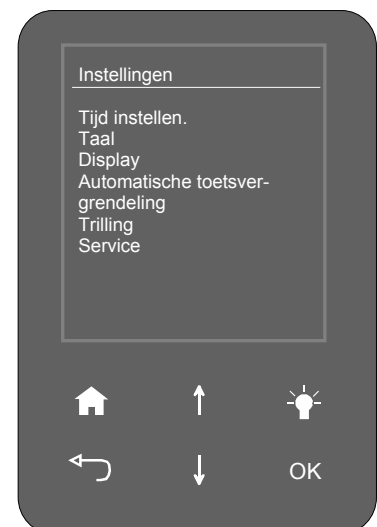 Instellingen
Tijd instellen.
Taal
Display
Automatische toetsver-
grendeling
Trilling
Service
OK